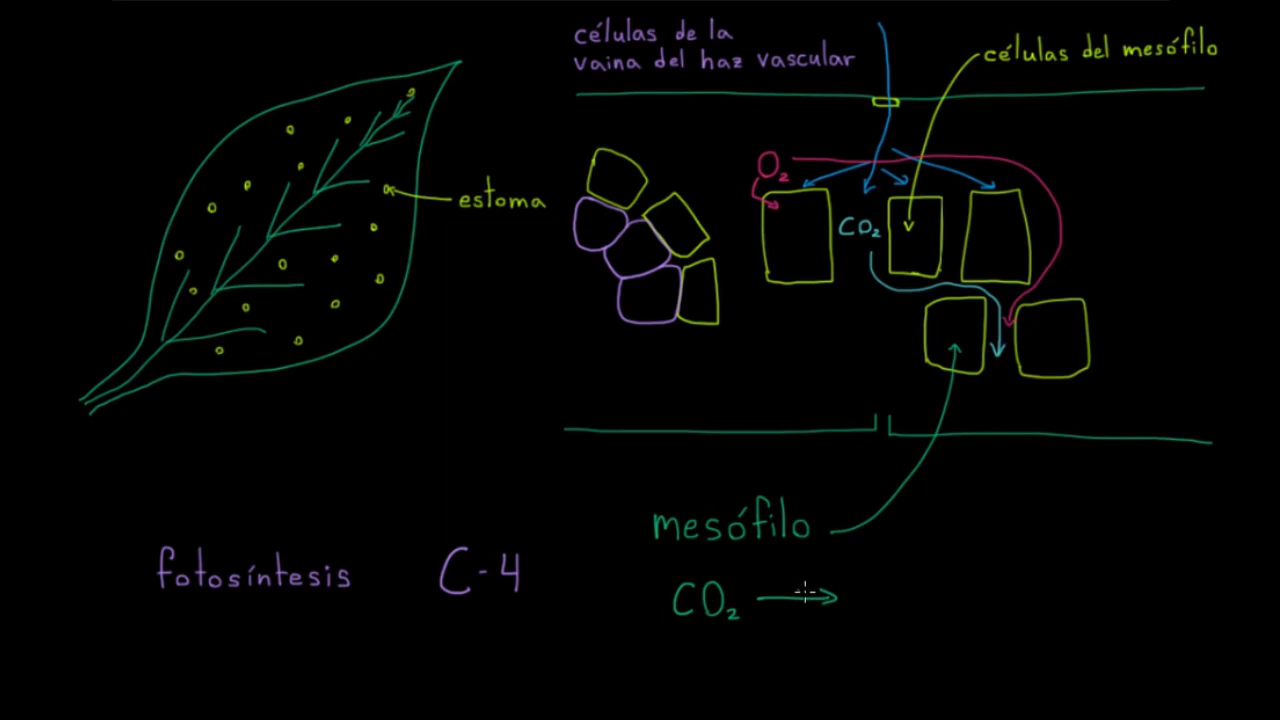 células de la
vaina del haz vascular
células del mesófilo
O₂
estoma
CO₂
mesófilo
fotosíntesis C-4
CO₂ →